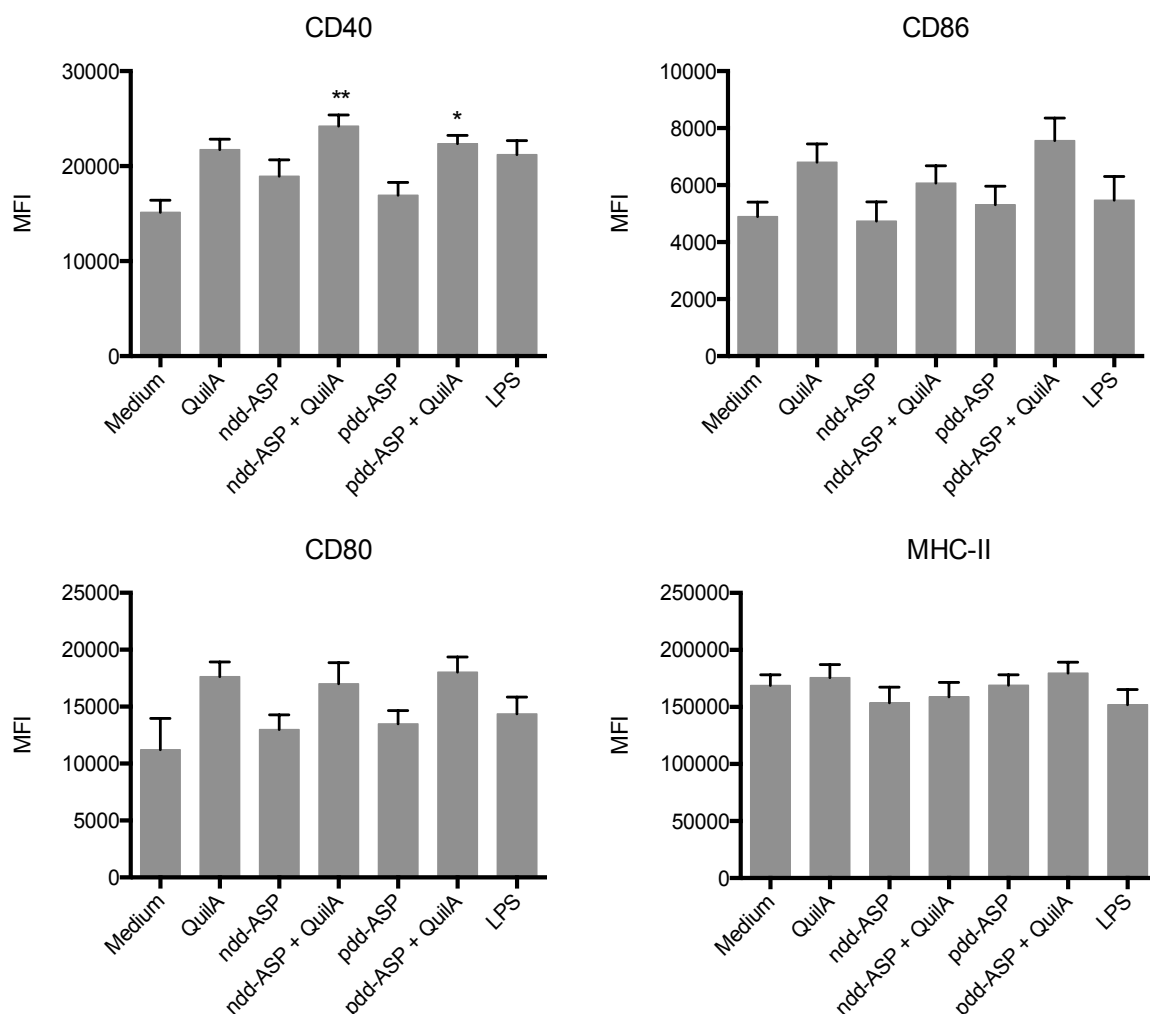 CD40
30000
20000
10000
0
MFI
**
*
Medium
QuilA
ndd-ASP
ndd-ASP + QuilA
pdd-ASP
pdd-ASP + QuilA
LPS
CD86
10000
8000
6000
4000
2000
0
MFI
Medium
QuilA
ndd-ASP
ndd-ASP + QuilA
pdd-ASP
pdd-ASP + QuilA
LPS
CD80
25000
20000
15000
10000
5000
0
MFI
Medium
QuilA
ndd-ASP
ndd-ASP + QuilA
pdd-ASP
pdd-ASP + QuilA
LPS
MHC-II
250000
200000
150000
100000
50000
0
MFI
Medium
QuilA
ndd-ASP
ndd-ASP + QuilA
pdd-ASP
pdd-ASP + QuilA
LPS